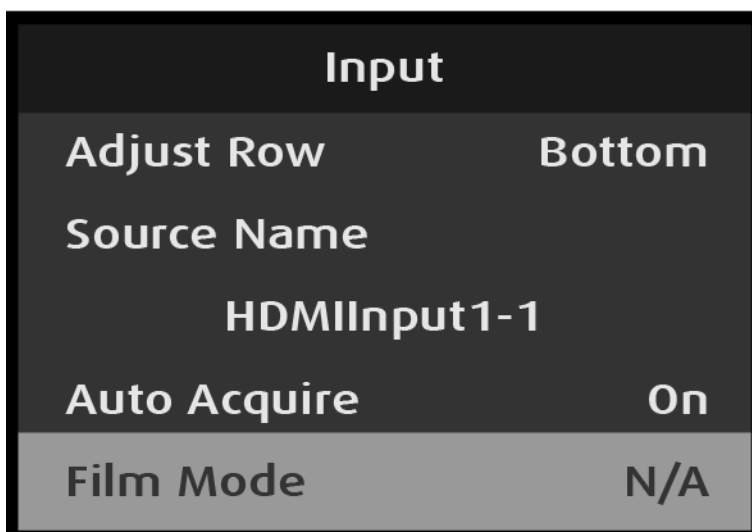 Input
Adjust Row Bottom
Source Name
HDMIInput1-1
Auto Acquire On
Film Mode N/A